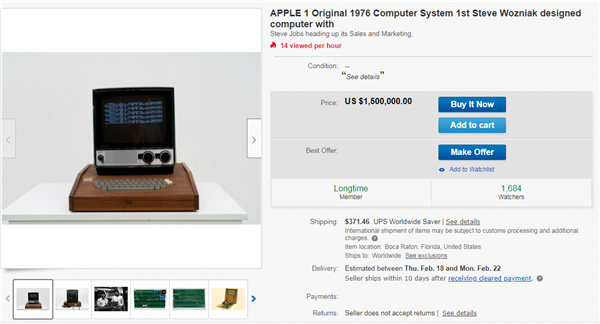 APPLE 1 Original 1976 Computer System 1st Steve Wozniak designed
computer with
Steve Jobs heading up its Sales and Marketing,
14 viewed per hour
Condition: --
“See details”
Price: US $1,500,000.00 Buy It Now
Add to cart
Best Offer: Make Offer
Add to Watchlist
Longtime 1,684
Member Watchers
Shipping: $371.46 UPS Worldwide Saver | See details
International shipment of items may be subject to customs processing and additional
charges.
Item location: Boca Raton, Florida, United States
Ships to: Worldwide See exclusions
Delivery: Estimated between Thu. Feb. 18 and Mon. Feb. 22
Seller ships within 10 days after receiving cleared payment.
Payments:
Returns: Seller does not accept returns | See details